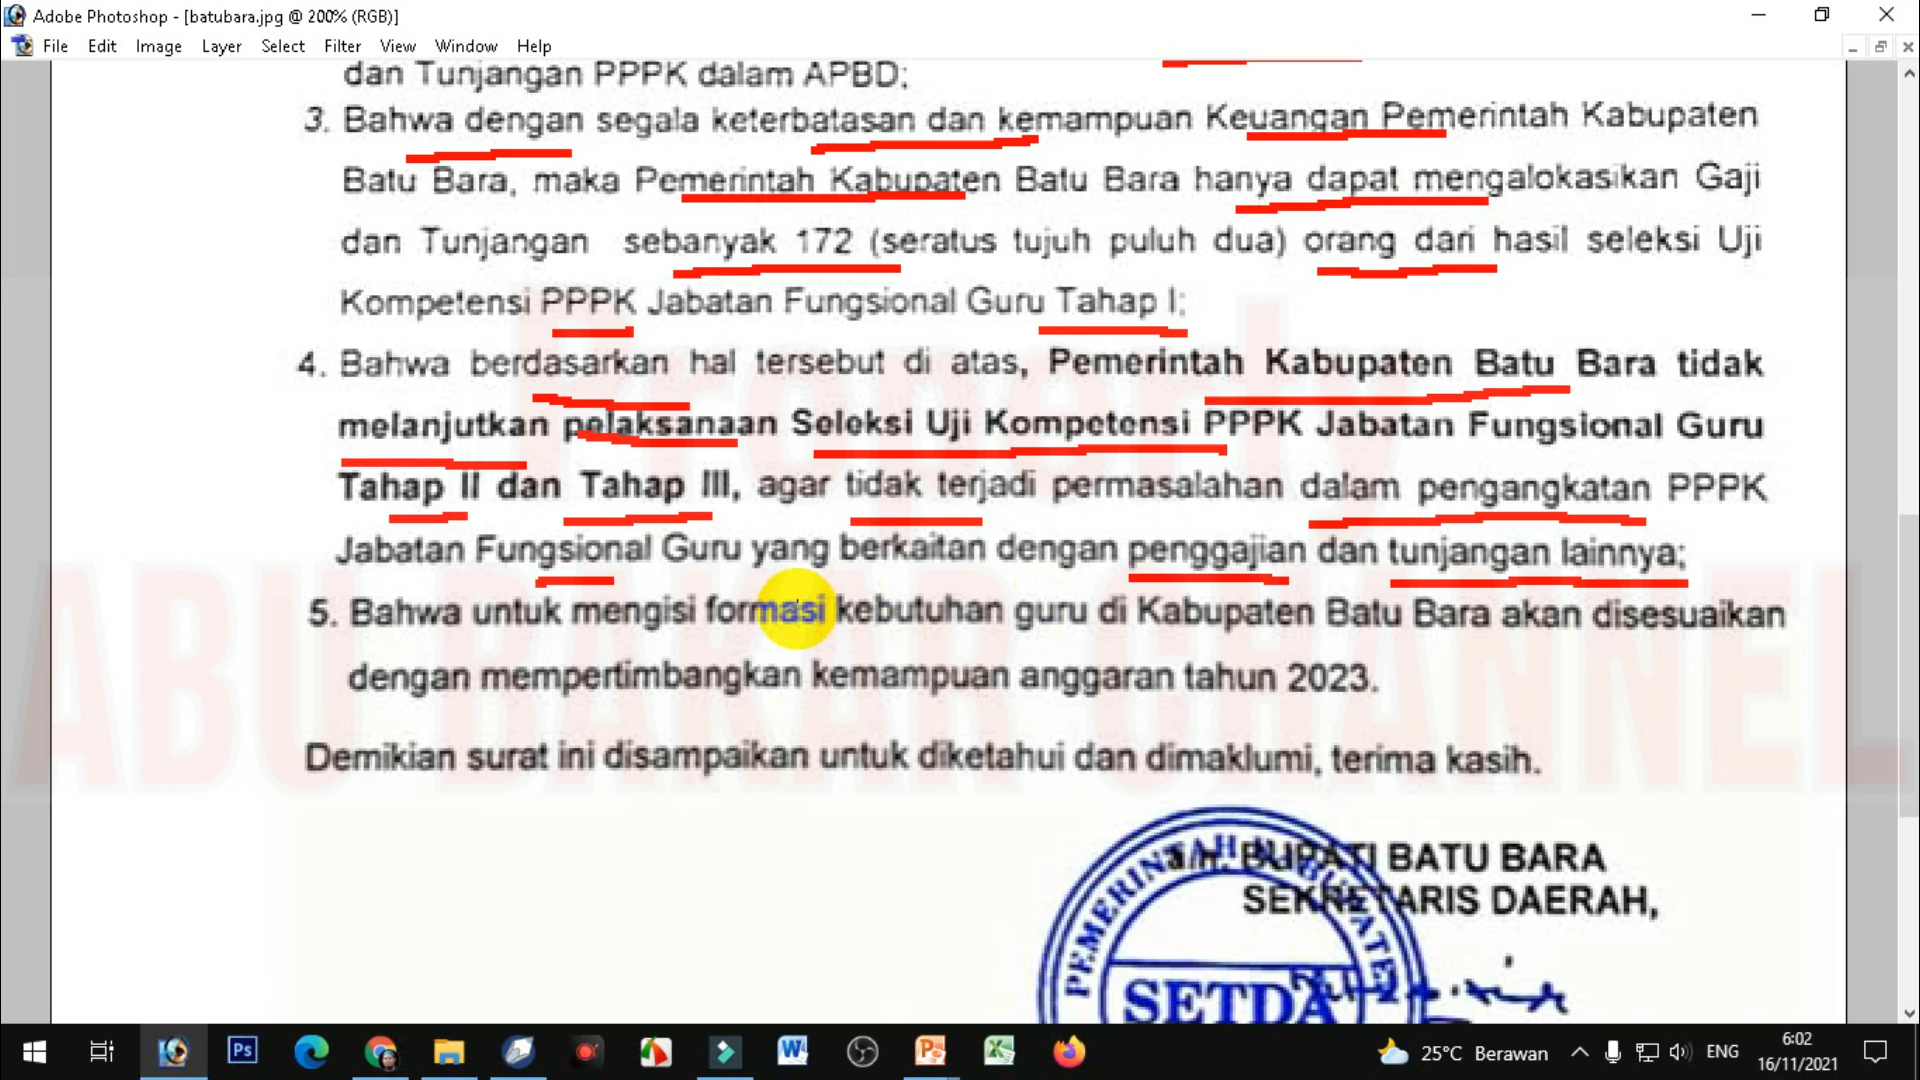 Adobe Photoshop - [batubara.jpg @ 200% (RGB)]
File Edit Image Layer Select Filter View Window Help
dan Tunjangan PPPK dalam APBD;
3. Bahwa dengan segala keterbatasan dan kemampuan Keuangan Pemerintah Kabupaten
Batu Bara, maka Pemerintah Kabupaten Batu Bara hanya dapat mengalokasikan Gaji
dan Tunjangan sebanyak 172 (seratus tujuh puluh dua) orang dari hasil seleksi Uji
Kompetensi PPPK Jabatan Fungsional Guru Tahap I;
4. Bahwa berdasarkan hal tersebut di atas, Pemerintah Kabupaten Batu Bara tidak
melanjutkan pelaksanaan Seleksi Uji Kompetensi PPPK Jabatan Fungsional Guru
Tahap II dan Tahap III, agar tidak terjadi permasalahan dalam pengangkatan PPPK
Jabatan Fungsional Guru yang berkaitan dengan penggajian dan tunjangan lainnya;
5. Bahwa untuk mengisi formasi kebutuhan guru di Kabupaten Batu Bara akan disesuaikan
dengan mempertimbangkan kemampuan anggaran tahun 2023.
Demikian surat ini disampaikan untuk diketahui dan dimaklumi, terima kasih.
Property
ABU BAKAR CHANNEL
a/n. BUPATI BATU BARA
SEKRETARIS DAERAH,
PEMERINTAH KABUPATEN
SETDA
Ps
25°C Berawan
ENG
6:02
16/11/2021